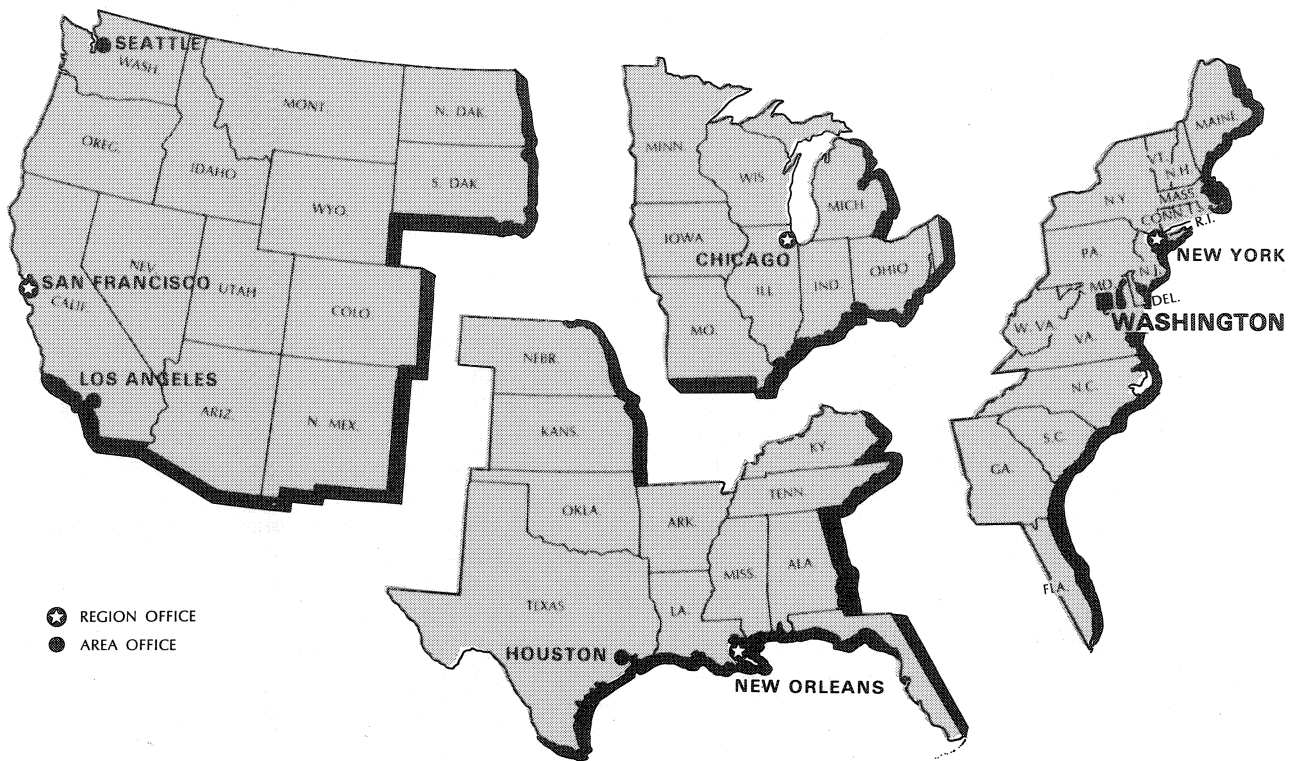 SEATTLE
WASH.
MONT.
N. DAK.
OREG.
IDAHO
S. DAK.
WYO.
NEV.
SAN FRANCISCO
UTAH
CALIF.
COLO.
LOS ANGELES
ARIZ.
N. MEX.
MINN.
WIS.
MICH.
IOWA
CHICAGO
OHIO
ILL.
IND.
MO.
MAINE
VT.
N.H.
N.Y.
MASS.
CONN.
R.I.
PA.
NEW YORK
N.J.
MD.
DEL.
WASHINGTON
W. VA.
VA.
N.C.
S.C.
GA.
FLA.
NEBR.
KANS.
KY.
TENN.
OKLA.
ARK.
MISS.
ALA.
TEXAS
LA.
HOUSTON
NEW ORLEANS
REGION OFFICE
AREA OFFICE